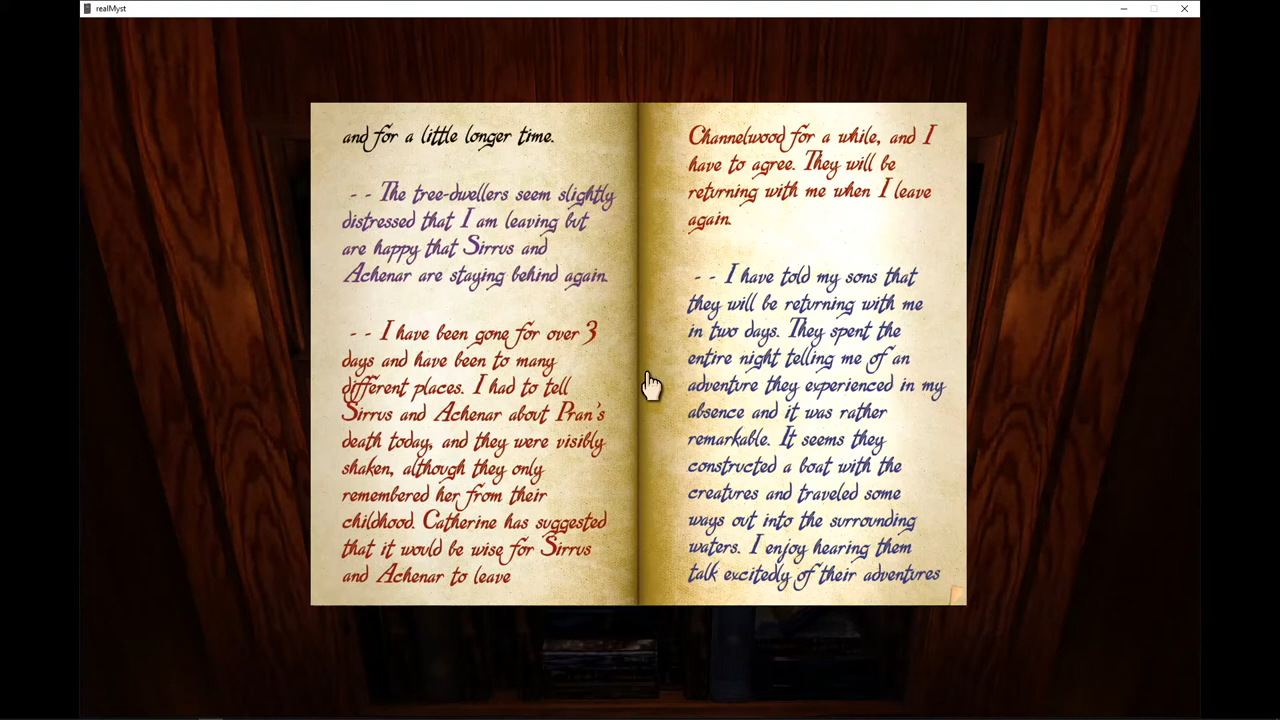 realMyst
and for a little longer time.
- - The tree-dwellers seem slightly
distressed that I am leaving but
are happy that Sirrus and
Achenar are staying behind again.
- - I have been gone for over 3
days and have been to many
different places. I had to tell
Sirrus and Achenar about Pran's
death today, and they were visibly
shaken, although they only
remembered her from their
childhood. Catherine has suggested
that it would be wise for Sirrus
and Achenar to leave
Channelwood for a while, and I
have to agree. They will be
returning with me when I leave
again.
- - I have told my sons that
they will be returning with me
in two days. They spent the
entire night telling me of an
adventure they experienced in my
absence and it was rather
remarkable. It seems they
constructed a boat with the
creatures and traveled some
ways out into the surrounding
waters. I enjoy hearing them
talk excitedly of their adventures